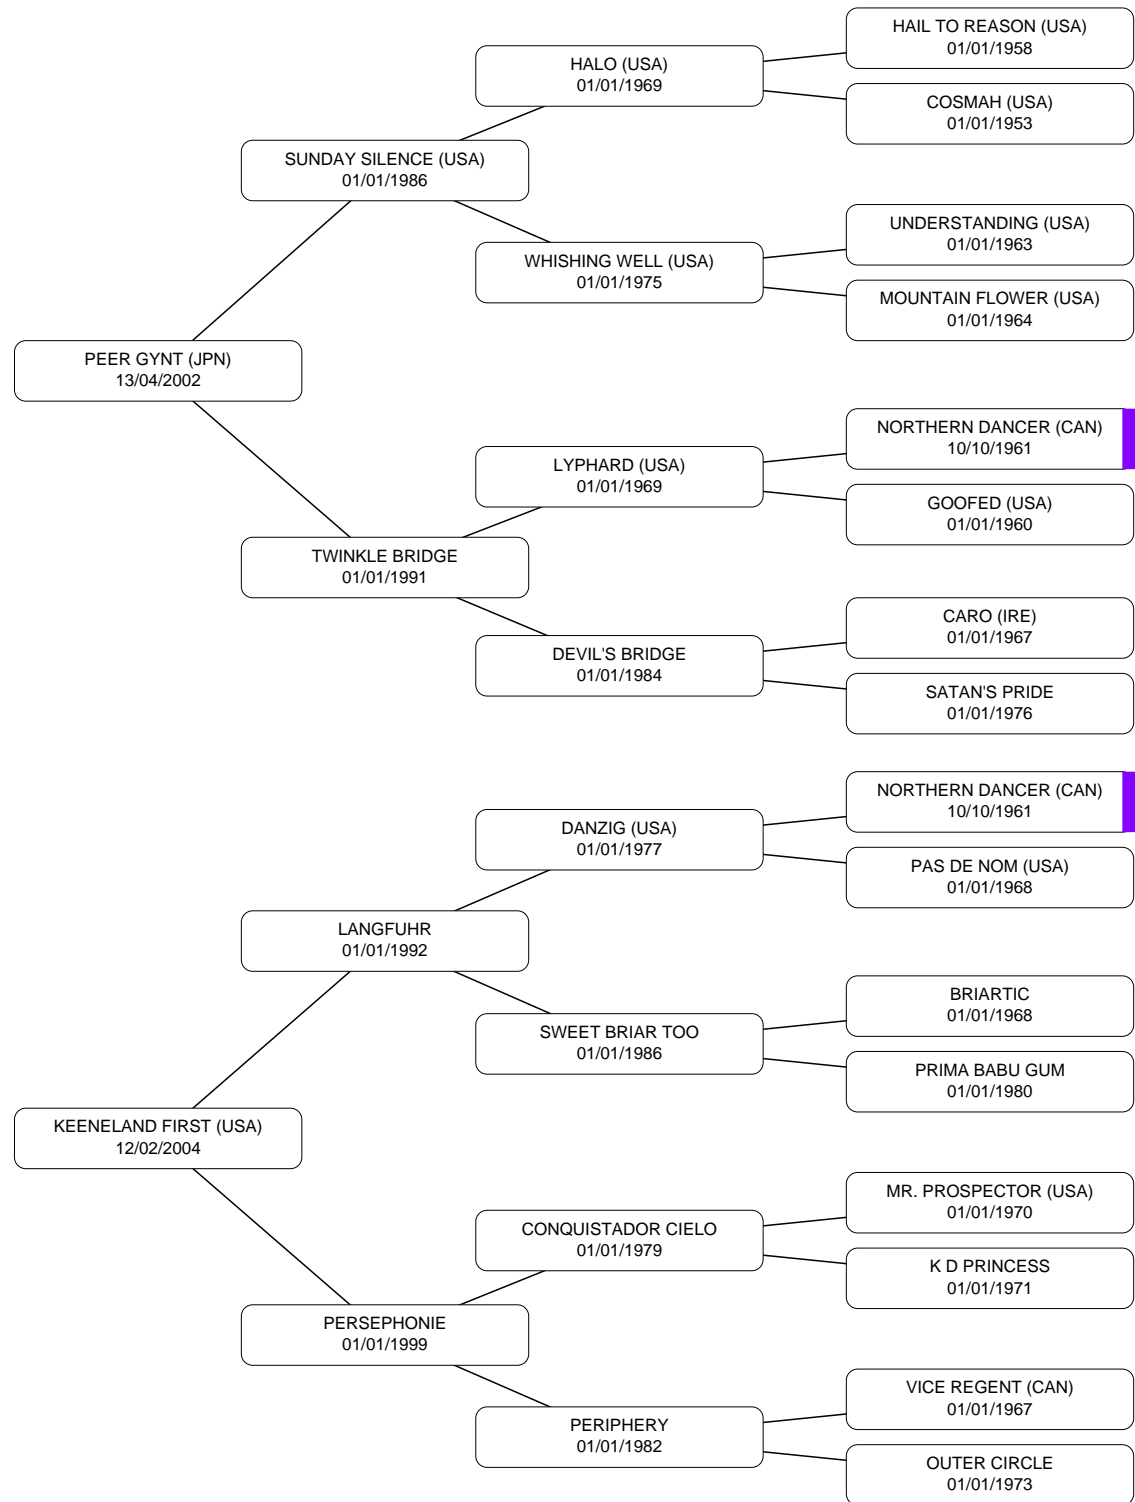 HAIL TO REASON (USA)
01/01/1958
HALO (USA)
01/01/1969
COSMAH (USA)
01/01/1953
SUNDAY SILENCE (USA)
01/01/1986
UNDERSTANDING (USA)
01/01/1963
WHISHING WELL (USA)
01/01/1975
MOUNTAIN FLOWER (USA)
01/01/1964
PEER GYNT (JPN)
13/04/2002
NORTHERN DANCER (CAN)
10/10/1961
LYPHARD (USA)
01/01/1969
GOOFED (USA)
01/01/1960
TWINKLE BRIDGE
01/01/1991
CARO (IRE)
01/01/1967
DEVIL'S BRIDGE
01/01/1984
SATAN'S PRIDE
01/01/1976
NORTHERN DANCER (CAN)
10/10/1961
DANZIG (USA)
01/01/1977
PAS DE NOM (USA)
01/01/1968
LANGFUHR
01/01/1992
BRIARTIC
01/01/1968
SWEET BRIAR TOO
01/01/1986
PRIMA BABU GUM
01/01/1980
KEENELAND FIRST (USA)
12/02/2004
MR. PROSPECTOR (USA)
01/01/1970
CONQUISTADOR CIELO
01/01/1979
K D PRINCESS
01/01/1971
PERSEPHONIE
01/01/1999
VICE REGENT (CAN)
01/01/1967
PERIPHERY
01/01/1982
OUTER CIRCLE
01/01/1973